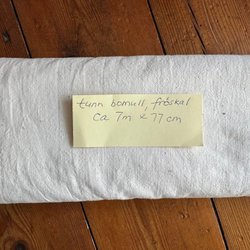 tunn bomull, fröskal
Ca 7m x 77 cm